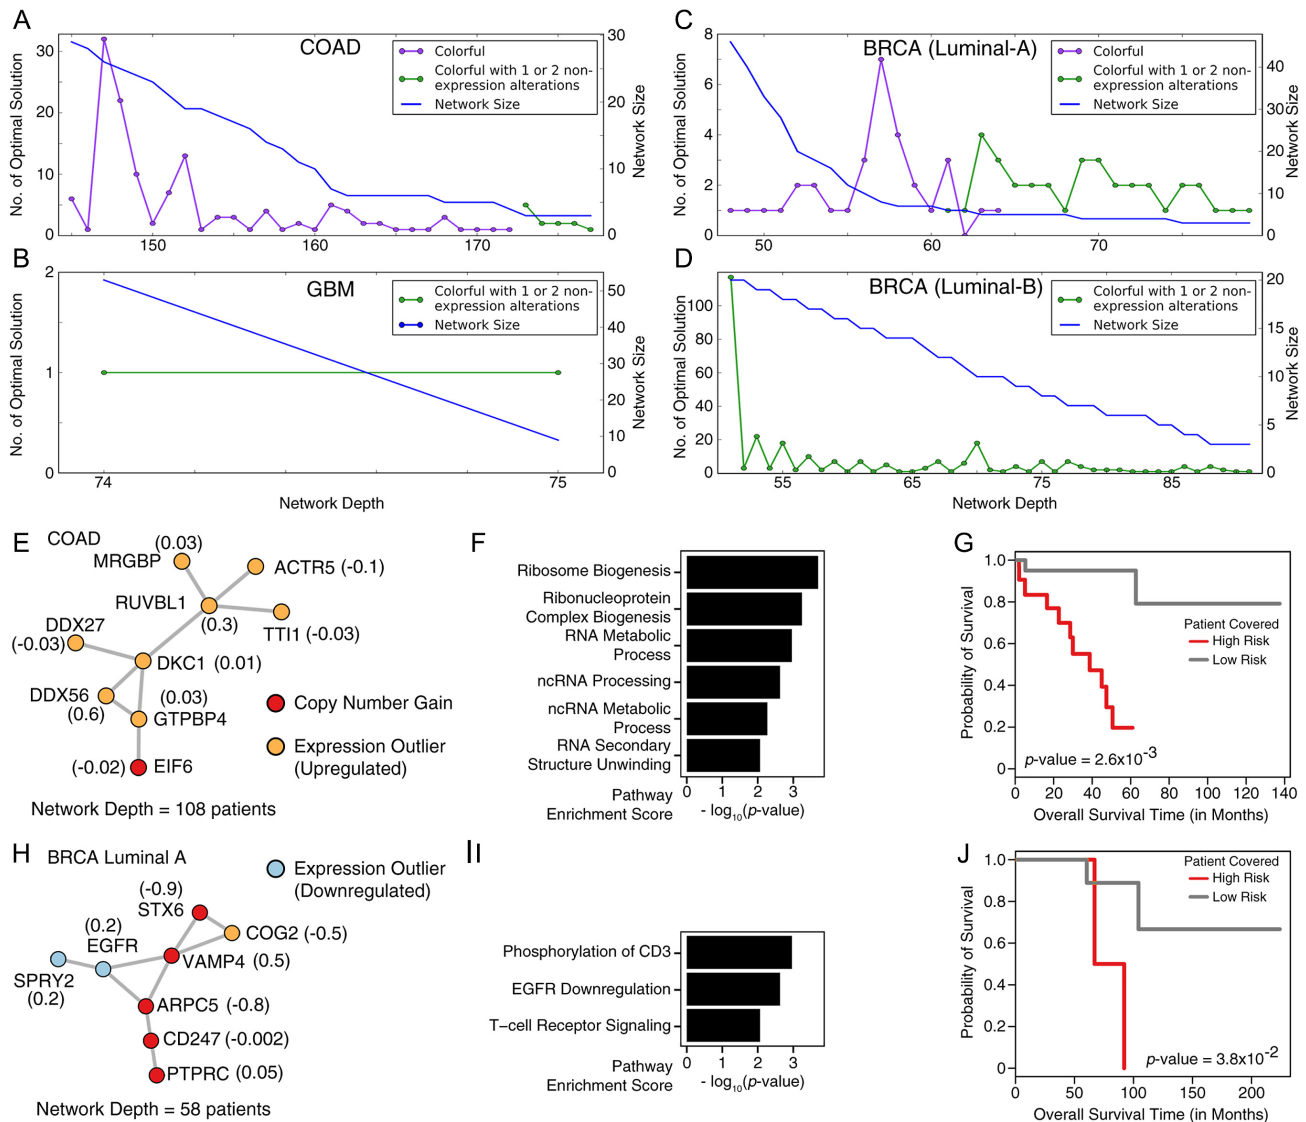 A
COAD
Colorful
Colorful with 1 or 2 non-
expression alterations
Network Size
No. of Optimal Solution
30
20
10
0
30
20
10
0
Network Size
150
160
170
B
GBM
Colorful with 1 or 2 non-
expression alterations
Network Size
No. of Optimal Solution
2
1
0
50
40
30
20
10
0
Network Size
74
75
Network Depth
C
BRCA (Luminal-A)
Colorful
Colorful with 1 or 2 non-
expression alterations
Network Size
No. of Optimal Solution
8
6
4
2
0
40
30
20
10
0
Network Size
50
60
70
D
BRCA (Luminal-B)
Colorful with 1 or 2 non-
expression alterations
Network Size
No. of Optimal Solution
100
80
60
40
20
0
20
15
10
5
0
Network Size
55
65
75
85
Network Depth
E
COAD
(0.03)
MRGBP
ACTR5 (-0.1)
RUVBL1
(0.3)
TTI1 (-0.03)
DDX27
(-0.03)
DKC1 (0.01)
DDX56
(0.6)
(0.03)
GTPBP4
(-0.02)
EIF6
Copy Number Gain
Expression Outlier
(Upregulated)
Network Depth = 108 patients
F
Ribosome Biogenesis
Ribonucleoprotein
Complex Biogenesis
RNA Metabolic
Process
ncRNA Processing
ncRNA Metabolic
Process
RNA Secondary
Structure Unwinding
0 1 2 3
Pathway
Enrichment Score
- log10(p-value)
G
1.0
0.8
0.6
0.4
0.2
0
Probability of Survival
Patient Covered
High Risk
Low Risk
p-value = 2.6x10-3
0 20 40 60 80 100 120 140
Overall Survival Time (in Months)
H
BRCA Luminal A
Expression Outlier
(Downregulated)
(-0.9)
STX6
COG2 (-0.5)
(0.2)
EGFR
VAMP4 (0.5)
SPRY2
(0.2)
ARPC5 (-0.8)
CD247 (-0.002)
PTPRC (0.05)
Network Depth = 58 patients
I
Phosphorylation of CD3
EGFR Downregulation
T−cell Receptor Signaling
0 1 2 3
Pathway
Enrichment Score
- log10(p-value)
J
1.0
0.8
0.6
0.4
0.2
0
Probability of Survival
Patient Covered
High Risk
Low Risk
p-value = 3.8x10-2
0 50 100 150 200
Overall Survival Time (in Months)